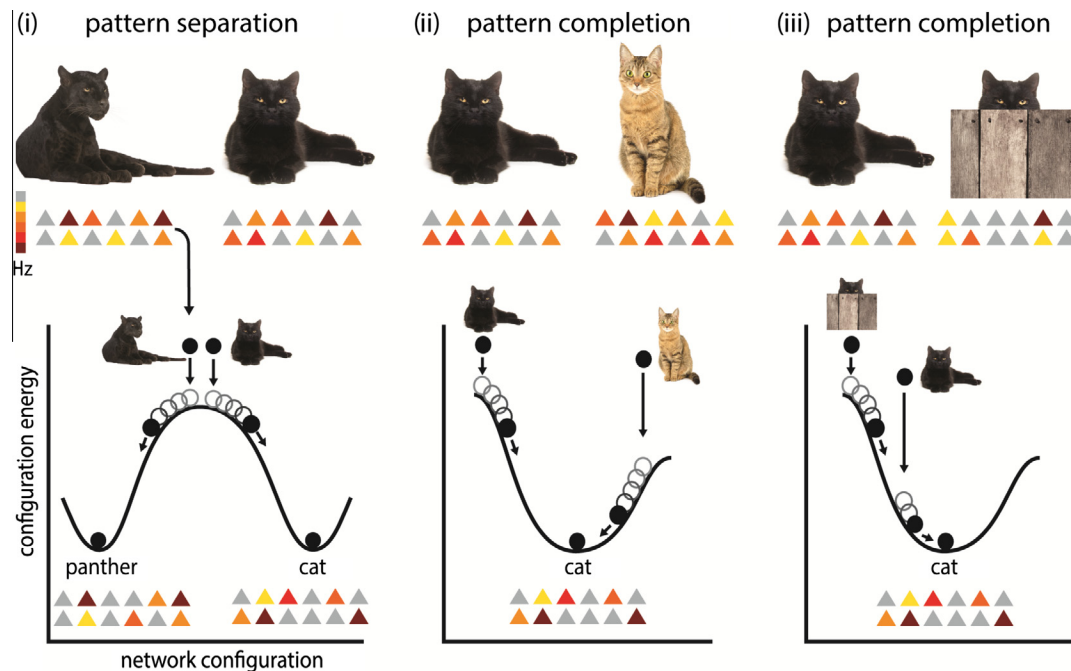 (i) pattern separation
(ii) pattern completion
(iii) pattern completion
Hz
configuration energy
panther
cat
cat
cat
network configuration